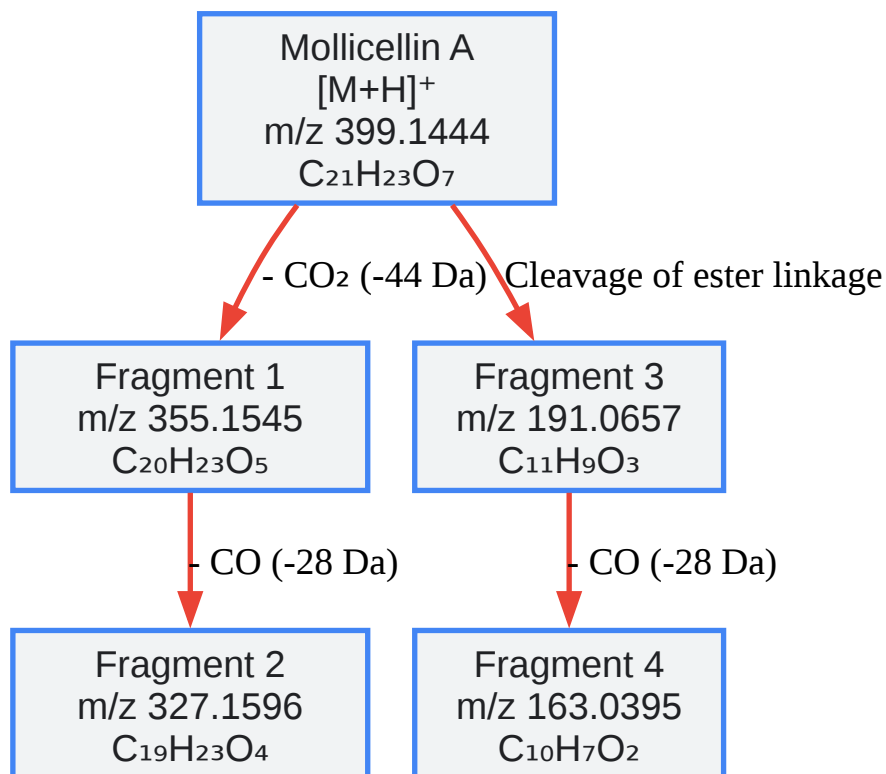 Mollicellin A
[M+H]⁺
m/z 399.1444
C₂₁H₂₃O₇
- CO₂ (-44 Da)
Cleavage of ester linkage
Fragment 1
m/z 355.1545
C₂₀H₂₃O₅
Fragment 3
m/z 191.0657
C₁₁H₉O₃
- CO (-28 Da)
- CO (-28 Da)
Fragment 2
m/z 327.1596
C₁₉H₂₃O₄
Fragment 4
m/z 163.0395
C₁₀H₇O₂